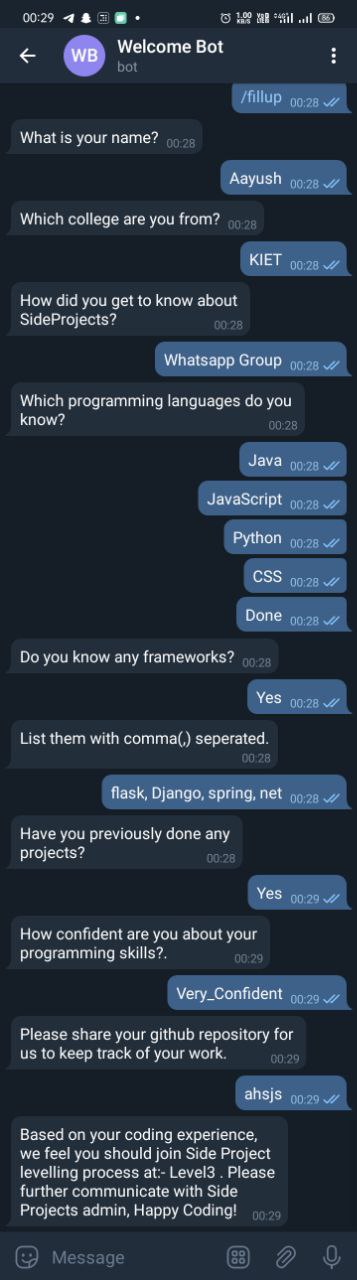 00:29 1.00 KB/S 86
WB Welcome Bot
bot
/fillup 00:28
What is your name? 00:28
Aayush 00:28
Which college are you from? 00:28
KIET 00:28
How did you get to know about
SideProjects? 00:28
Whatsapp Group 00:28
Which programming languages do you
know? 00:28
Java 00:28
JavaScript 00:28
Python 00:28
CSS 00:28
Done 00:28
Do you know any frameworks? 00:28
Yes 00:28
List them with comma(,) seperated.
00:28
flask, Django, spring, net 00:28
Have you previously done any
projects? 00:28
Yes 00:29
How confident are you about your
programming skills?. 00:29
Very_Confident 00:29
Please share your github repository for
us to keep track of your work. 00:29
ahsjs 00:29
Based on your coding experience,
we feel you should join Side Project
levelling process at:- Level3 . Please
further communicate with Side
Projects admin, Happy Coding! 00:29
Message